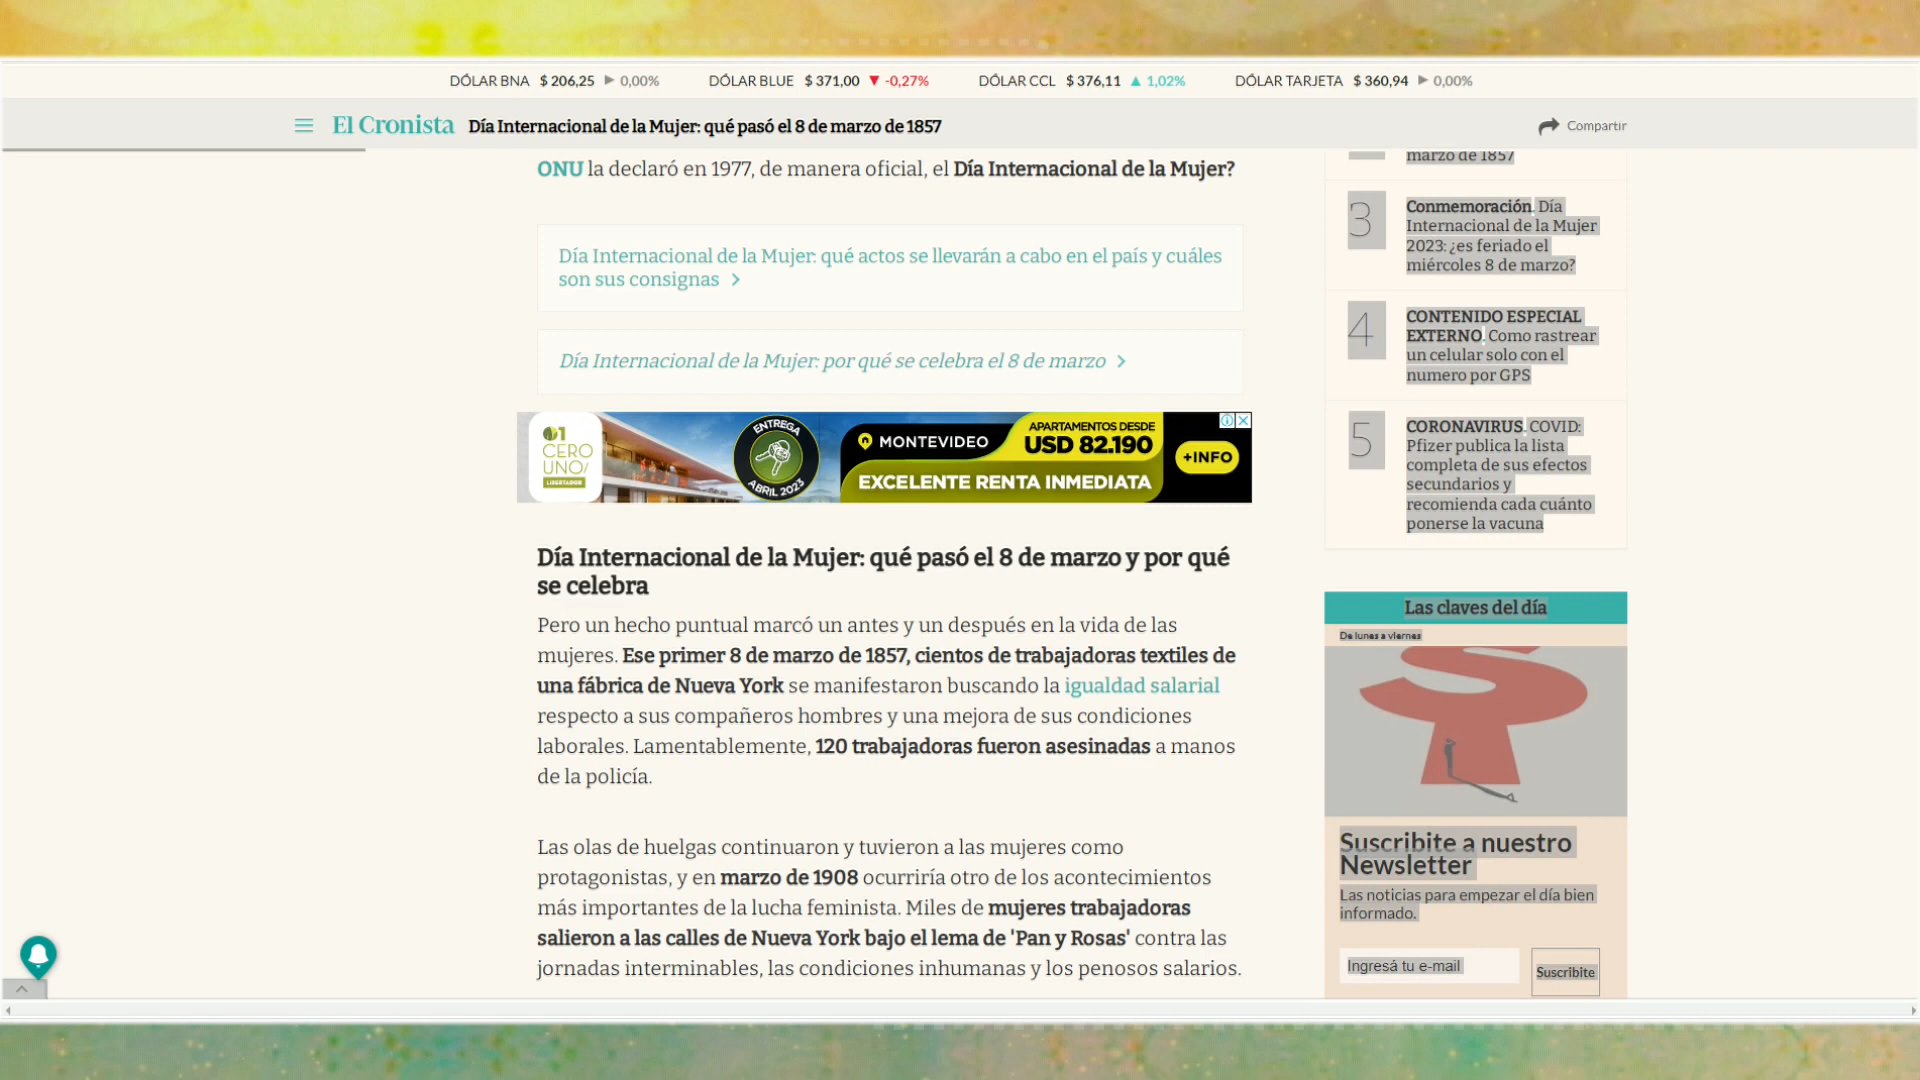 DÓLAR BNA $ 206,25 0,00%
DÓLAR BLUE $ 371,00 -0,27%
DÓLAR CCL $ 376,11 1,02%
DÓLAR TARJETA $ 360,94 0,00%
El Cronista
Día Internacional de la Mujer: qué pasó el 8 de marzo de 1857
Compartir
ONU la declaró en 1977, de manera oficial, el Día Internacional de la Mujer?
Día Internacional de la Mujer: qué actos se llevarán a cabo en el país y cuáles
son sus consignas
Día Internacional de la Mujer: por qué se celebra el 8 de marzo
01
CERO
UNO/
LIBERTADOR
ENTREGA
ABRIL 2023
MONTEVIDEO
APARTAMENTOS DESDE
USD 82.190
EXCELENTE RENTA INMEDIATA
+INFO
Día Internacional de la Mujer: qué pasó el 8 de marzo y por qué
se celebra
Pero un hecho puntual marcó un antes y un después en la vida de las
mujeres. Ese primer 8 de marzo de 1857, cientos de trabajadoras textiles de
una fábrica de Nueva York se manifestaron buscando la igualdad salarial
respecto a sus compañeros hombres y una mejora de sus condiciones
laborales. Lamentablemente, 120 trabajadoras fueron asesinadas a manos
de la policía.
Las olas de huelgas continuaron y tuvieron a las mujeres como
protagonistas, y en marzo de 1908 ocurriría otro de los acontecimientos
más importantes de la lucha feminista. Miles de mujeres trabajadoras
salieron a las calles de Nueva York bajo el lema de 'Pan y Rosas' contra las
jornadas interminables, las condiciones inhumanas y los penosos salarios.
marzo de 1857
3
Conmemoración. Día
Internacional de la Mujer
2023: ¿es feriado el
miércoles 8 de marzo?
4
CONTENIDO ESPECIAL
EXTERNO. Como rastrear
un celular solo con el
numero por GPS
5
CORONAVIRUS. COVID:
Pfizer publica la lista
completa de sus efectos
secundarios y
recomienda cada cuánto
ponerse la vacuna
Las claves del día
De lunes a viernes
Suscribite a nuestro
Newsletter
Las noticias para empezar el día bien
informado.
Ingresá tu e-mail
Suscribite